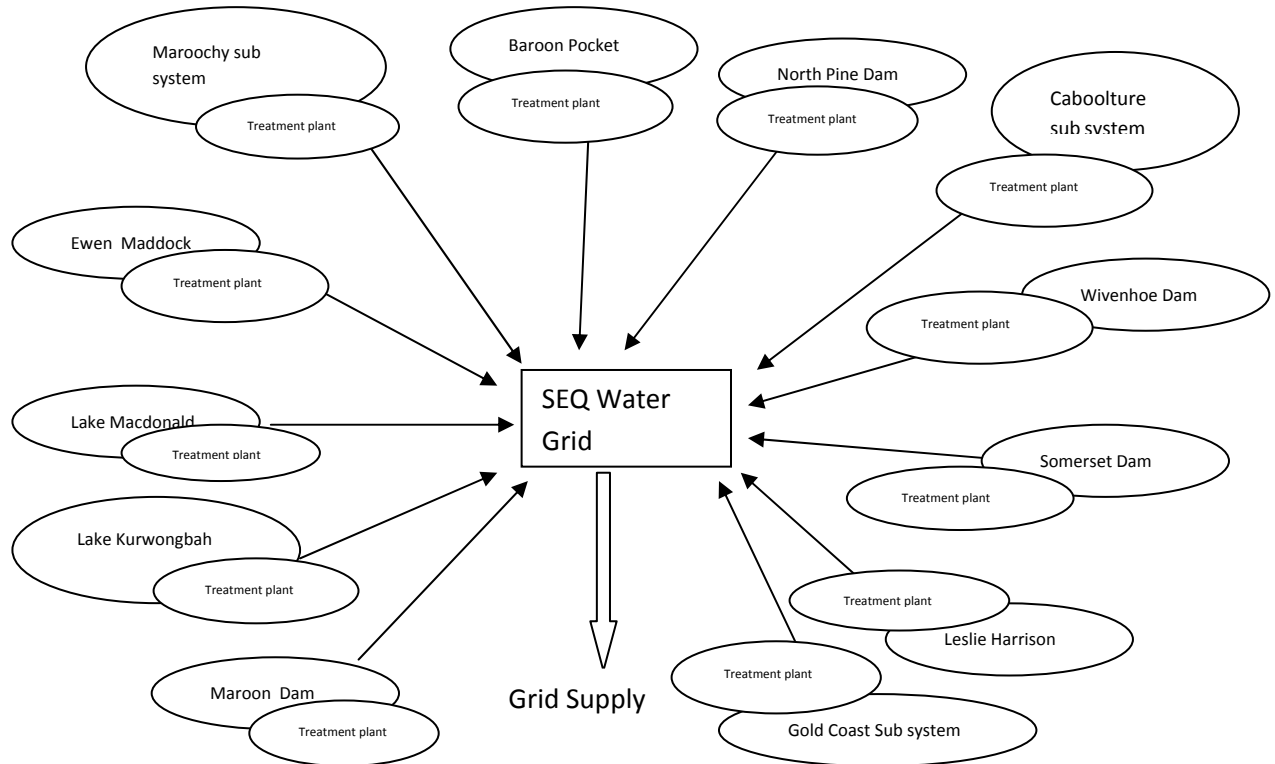 Maroochy sub
system
Treatment plant
Baroon Pocket
Treatment plant
North Pine Dam
Treatment plant
Caboolture
sub system
Treatment plant
Ewen Maddock
Treatment plant
Wivenhoe Dam
Treatment plant
SEQ Water
Grid
Lake Macdonald
Treatment plant
Somerset Dam
Treatment plant
Lake Kurwongbah
Treatment plant
Treatment plant
Leslie Harrison
Maroon Dam
Treatment plant
Grid Supply
Treatment plant
Gold Coast Sub system